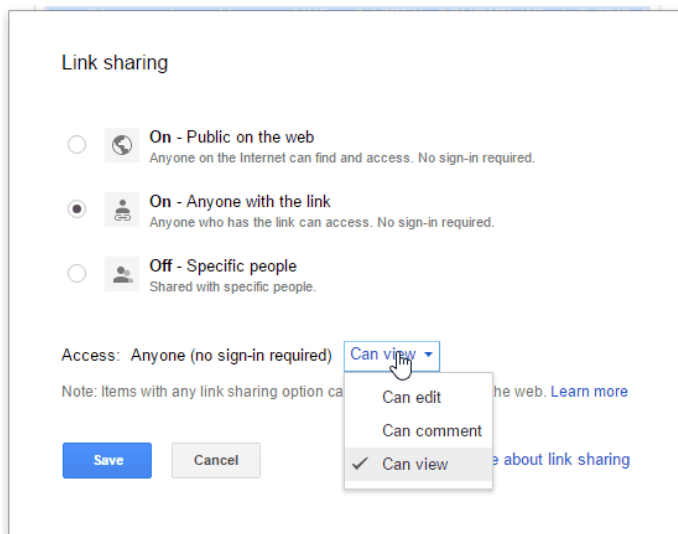 Link sharing
On - Public on the web
Anyone on the Internet can find and access. No sign-in required.
On - Anyone with the link
Anyone who has the link can access. No sign-in required.
Off - Specific people
Shared with specific people.
Access: Anyone (no sign-in required) Can view
Note: Items with any link sharing option ca he web. Learn more
Can edit
Can comment
Can view
Save Cancel e about link sharing